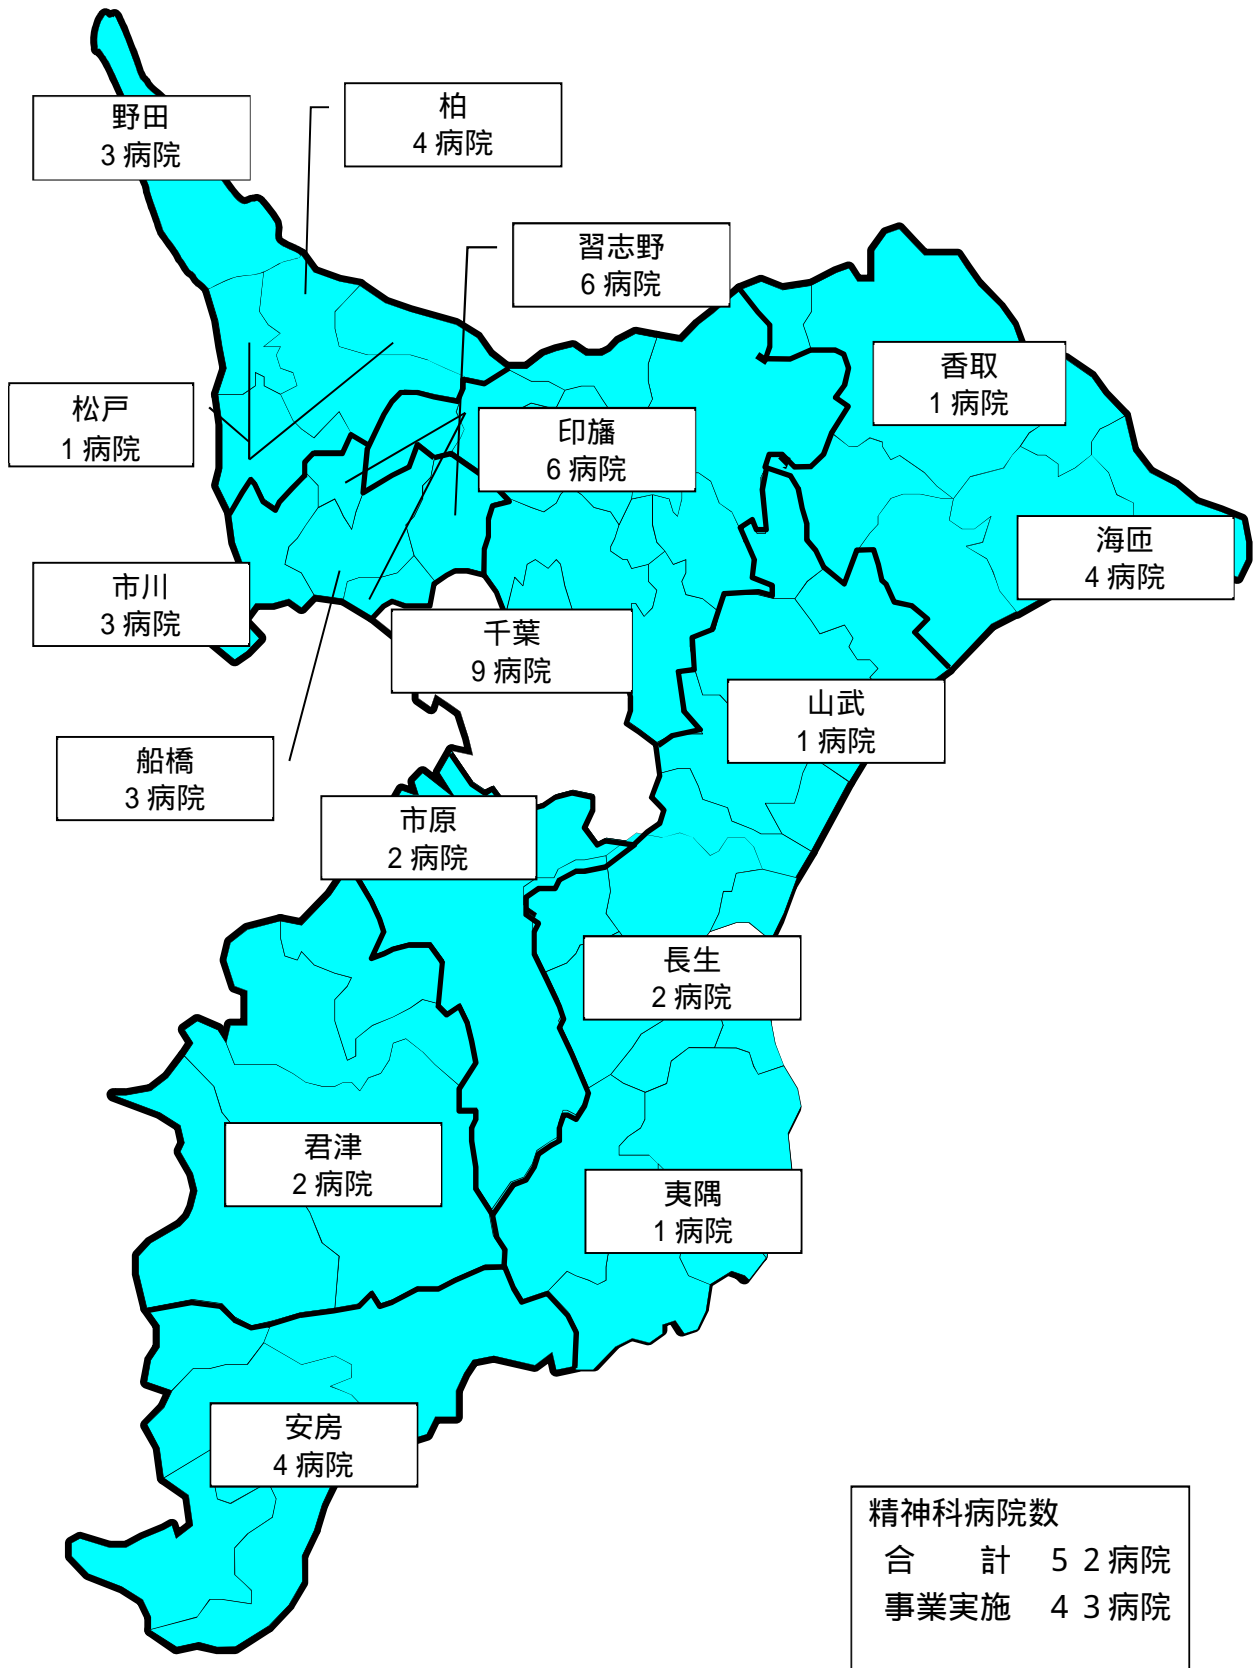 野田
3 病院
柏
4 病院
習志野
6 病院
香取
1 病院
松戸
1 病院
印旛
6 病院
海匝
4 病院
市川
3 病院
千葉
9 病院
山武
1 病院
船橋
3 病院
市原
2 病院
長生
2 病院
君津
2 病院
夷隅
1 病院
安房
4 病院
精神科病院数
合　計　５２病院
事業実施　４３病院